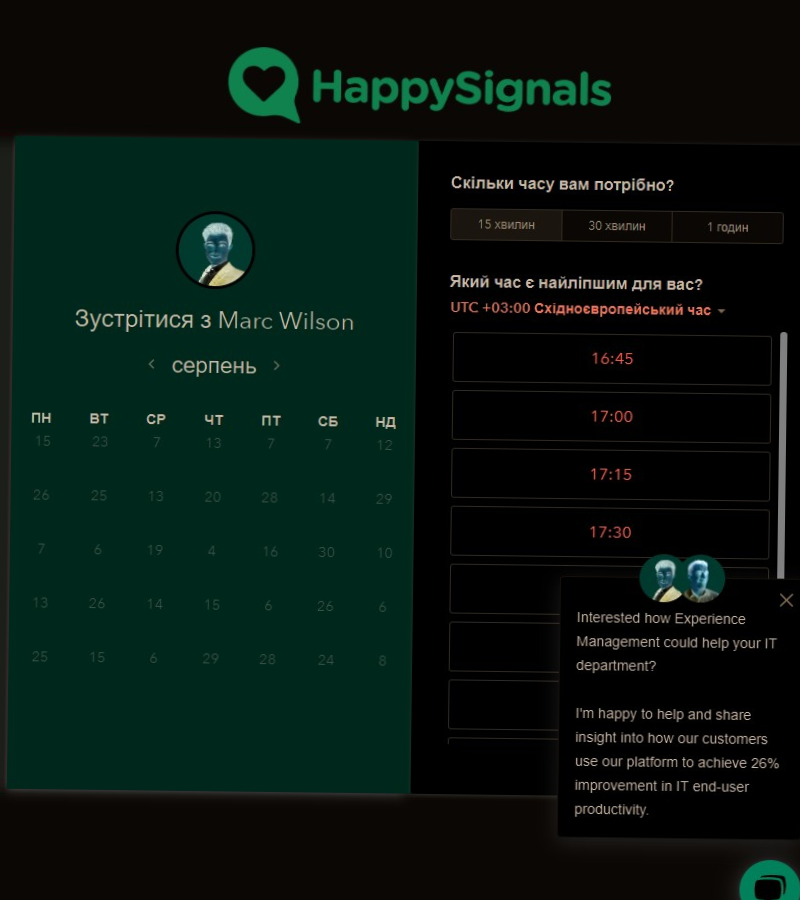 HappySignals
Зустрітися з Marc Wilson
серпень
ПН ВТ СР ЧТ ПТ СБ НД
15 23 7 13 7 7 12
26 25 13 20 28 14 29
7 6 19 4 16 30 10
13 26 14 15 6 26 6
25 15 6 29 28 24 8
Скільки часу вам потрібно?
15 хвилин 30 хвилин 1 годин
Який час є найліпшим для вас?
UTC +03:00 Східноєвропейський час
16:45
17:00
17:15
17:30
Interested how Experience
Management could help your IT
department?
I'm happy to help and share
insight into how our customers
use our platform to achieve 26%
improvement in IT end-user
productivity.